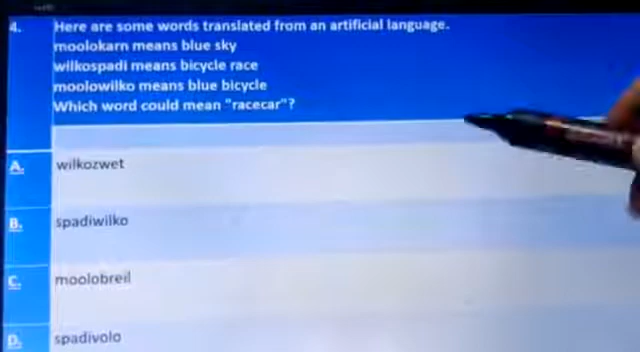 4. Here are some words translated from an artificial language.
moolokarn means blue sky
wilkospadi means bicycle race
moolowilko means blue bicycle
Which word could mean "racecar"?
A. wilkozwet
B. spadiwilko
C. moolobreil
D. spadivolo